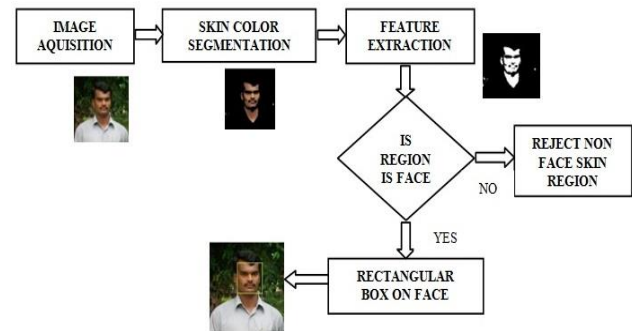 IMAGE
AQUISITION
SKIN COLOR
SEGMENTATION
FEATURE
EXTRACTION
IS
REGION
IS FACE
NO
REJECT NON
FACE SKIN
REGION
YES
RECTANGULAR
BOX ON FACE